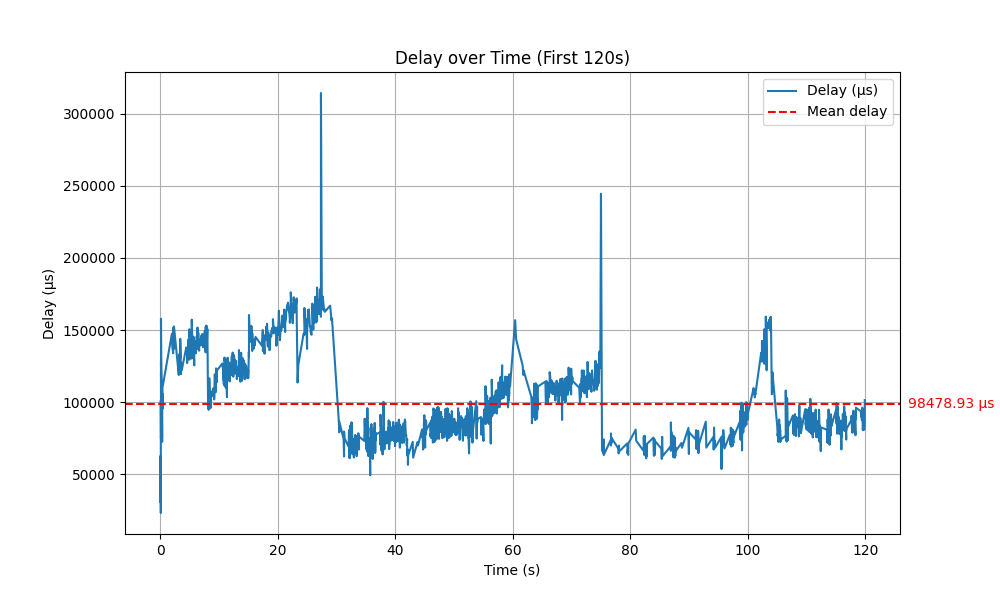 Delay over Time (First 120s)
Delay (µs)
Mean delay
300000
250000
200000
150000
100000
50000
Delay (µs)
98478.93 µs
0 20 40 60 80 100 120
Time (s)